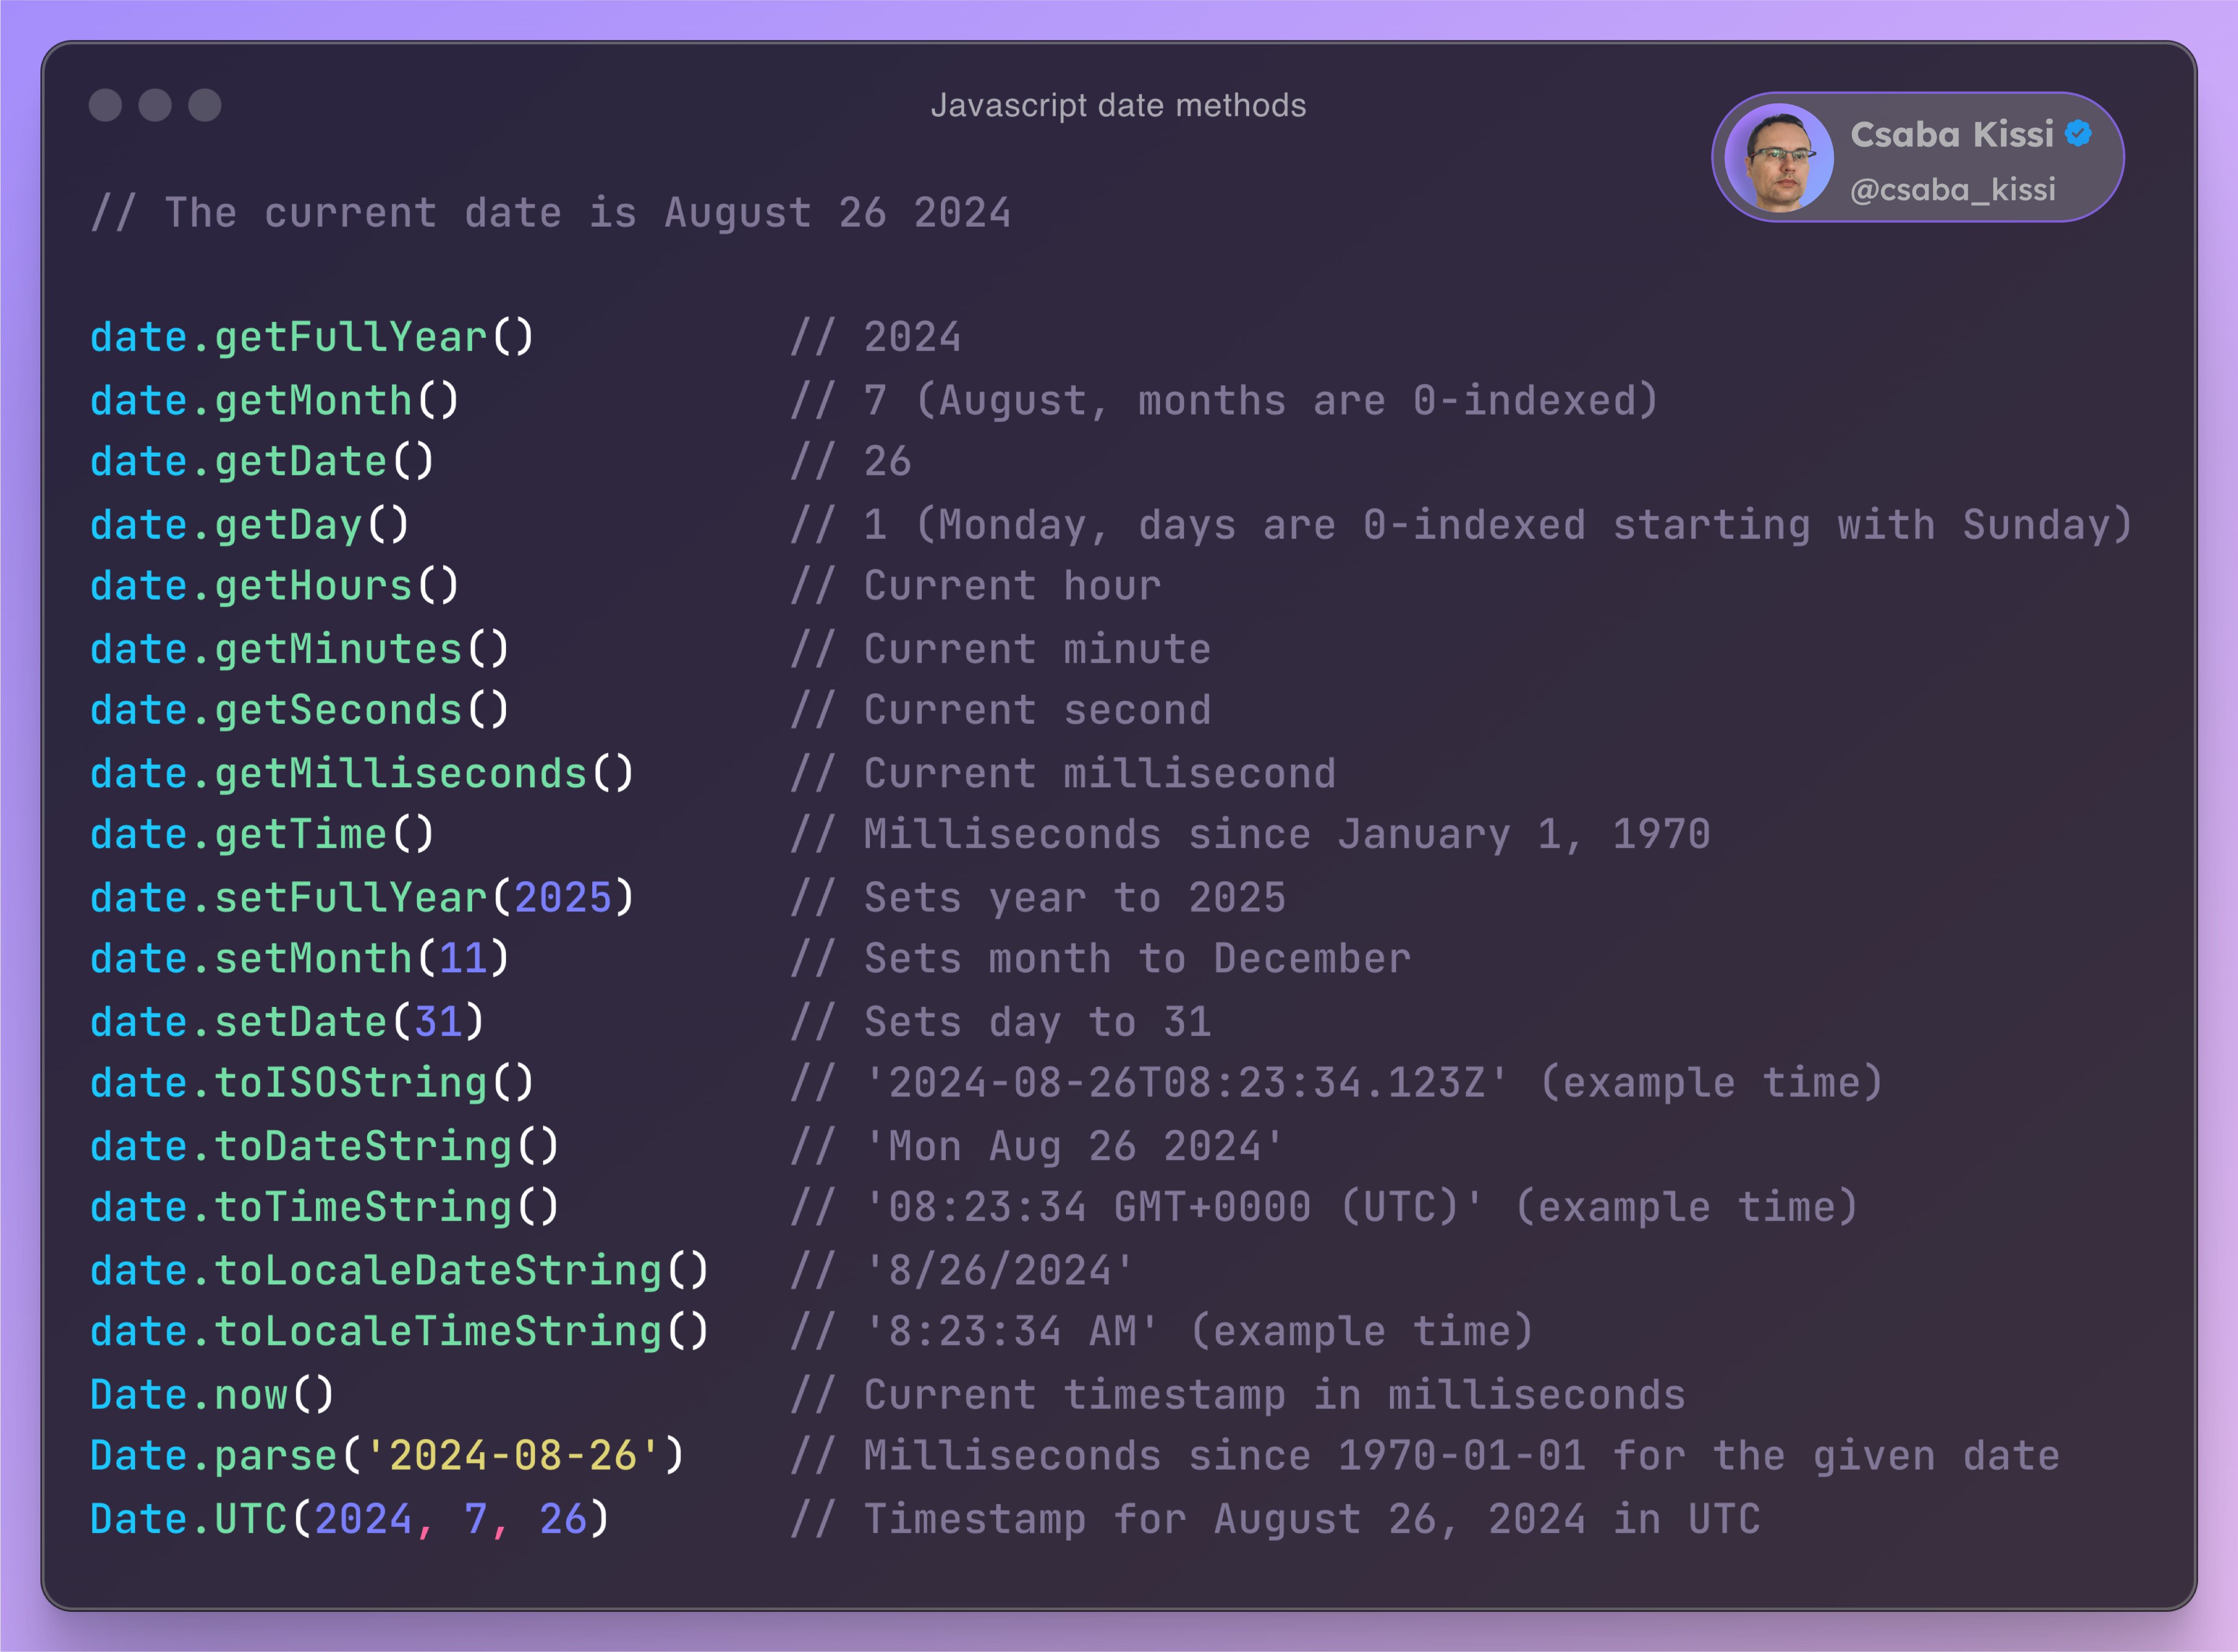 Javascript date methods
Csaba Kissi
@csaba_kissi
// The current date is August 26 2024
date.getFullYear() // 2024
date.getMonth() // 7 (August, months are 0-indexed)
date.getDate() // 26
date.getDay() // 1 (Monday, days are 0-indexed starting with Sunday)
date.getHours() // Current hour
date.getMinutes() // Current minute
date.getSeconds() // Current second
date.getMilliseconds() // Current millisecond
date.getTime() // Milliseconds since January 1, 1970
date.setFullYear(2025) // Sets year to 2025
date.setMonth(11) // Sets month to December
date.setDate(31) // Sets day to 31
date.toISOString() // '2024-08-26T08:23:34.123Z' (example time)
date.toDateString() // 'Mon Aug 26 2024'
date.toTimeString() // '08:23:34 GMT+0000 (UTC)' (example time)
date.toLocaleDateString() // '8/26/2024'
date.toLocaleTimeString() // '8:23:34 AM' (example time)
Date.now() // Current timestamp in milliseconds
Date.parse('2024-08-26') // Milliseconds since 1970-01-01 for the given date
Date.UTC(2024, 7, 26) // Timestamp for August 26, 2024 in UTC